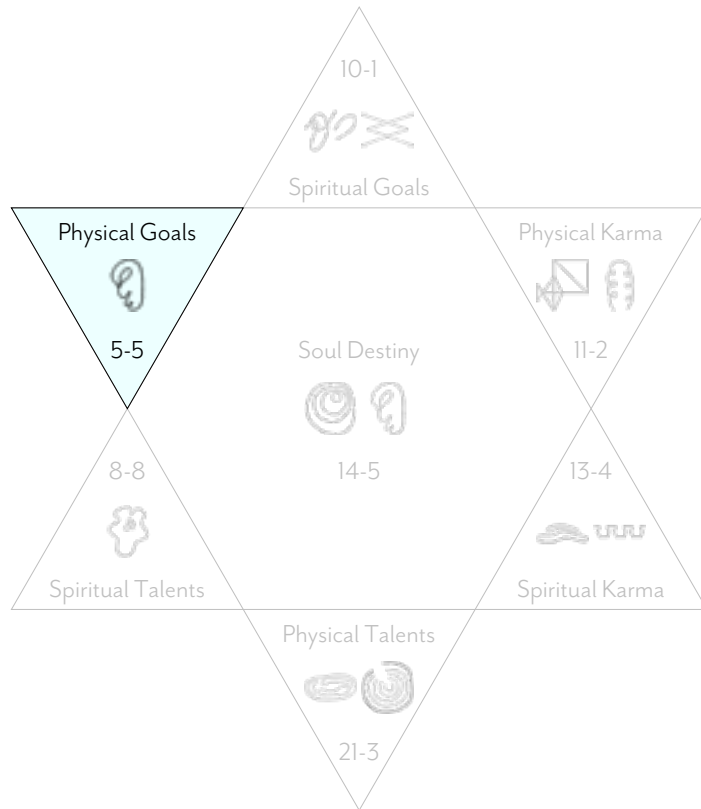 10-1
Spiritual Goals
Physical Goals
5-5
Physical Karma
11-2
Soul Destiny
14-5
8-8
Spiritual Talents
13-4
Spiritual Karma
Physical Talents
21-3